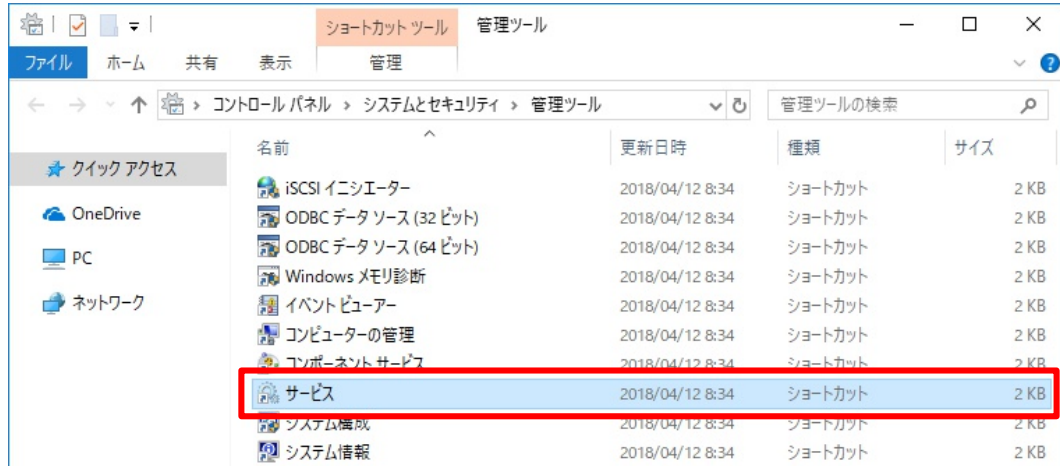 ショートカット ツール 管理ツール
ファイル ホーム 共有 表示 管理
コントロール パネル › システムとセキュリティ › 管理ツール 管理ツールの検索
名前 更新日時 種類 サイズ
クイック アクセス
OneDrive
PC
ネットワーク
iSCSI イニシエーター 2018/04/12 8:34 ショートカット 2 KB
ODBC データ ソース (32 ビット) 2018/04/12 8:34 ショートカット 2 KB
ODBC データ ソース (64 ビット) 2018/04/12 8:34 ショートカット 2 KB
Windows メモリ診断 2018/04/12 8:34 ショートカット 2 KB
イベント ビューアー 2018/04/12 8:34 ショートカット 2 KB
コンピューターの管理 2018/04/12 8:34 ショートカット 2 KB
コンポーネント サービス 2018/04/12 8:34 ショートカット 2 KB
サービス 2018/04/12 8:34 ショートカット 2 KB
システム構成 2018/04/12 8:34 ショートカット 2 KB
システム情報 2018/04/12 8:34 ショートカット 2 KB